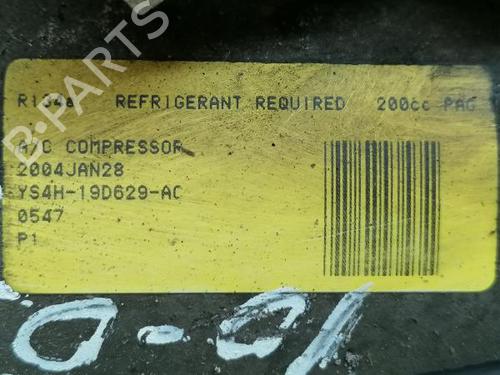 B-PARTS
R134a REFRIGERANT REQUIRED 200cc PAG
A/C COMPRESSOR
2004JAN28
YS4H-19D629-AC
0547
P1